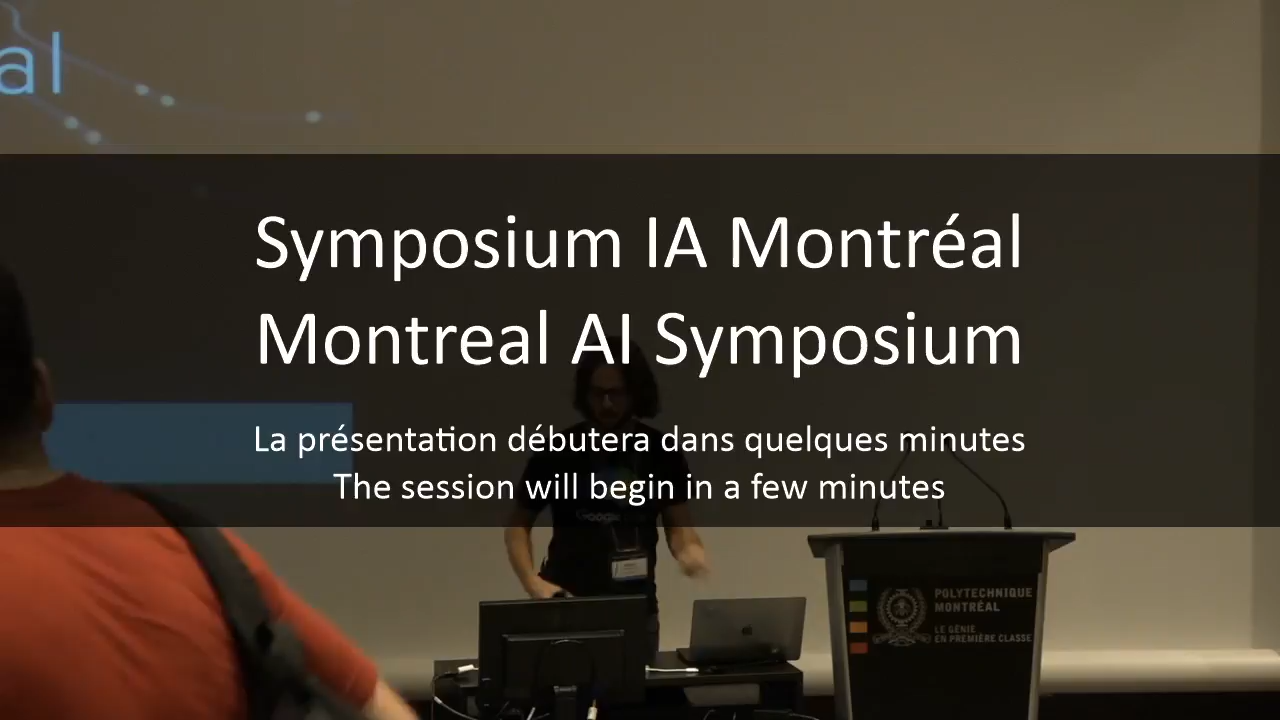 al
Symposium IA Montréal
Montreal AI Symposium
La présentation débutera dans quelques minutes
The session will begin in a few minutes
POLYTECHNIQUE
MONTRÉAL
LE GÉNIE
EN PREMIÈRE CLASSE